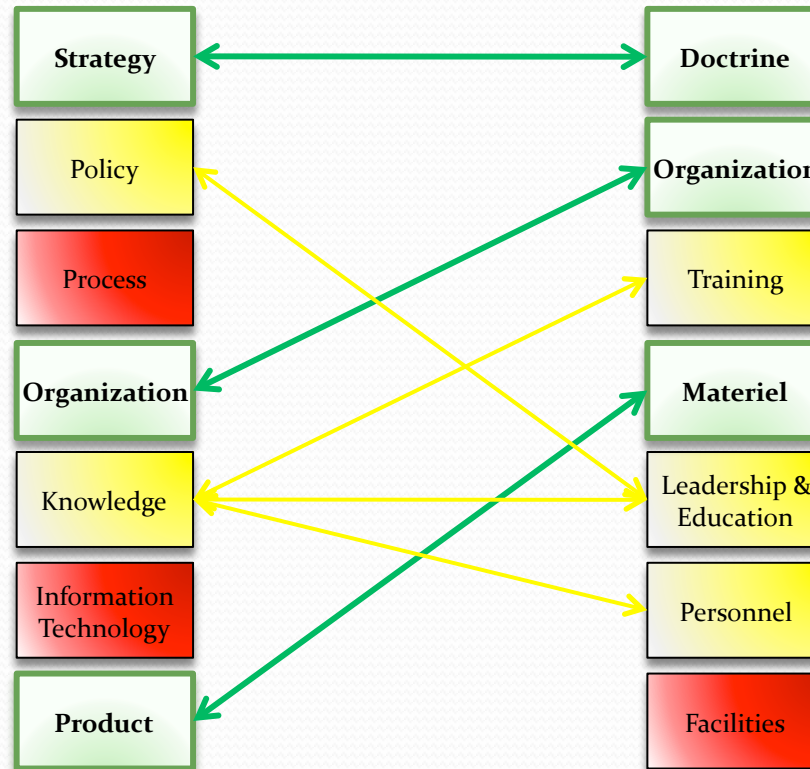 Strategy
Policy
Process
Organization
Knowledge
Information
Technology
Product
Doctrine
Organization
Training
Materiel
Leadership &
Education
Personnel
Facilities